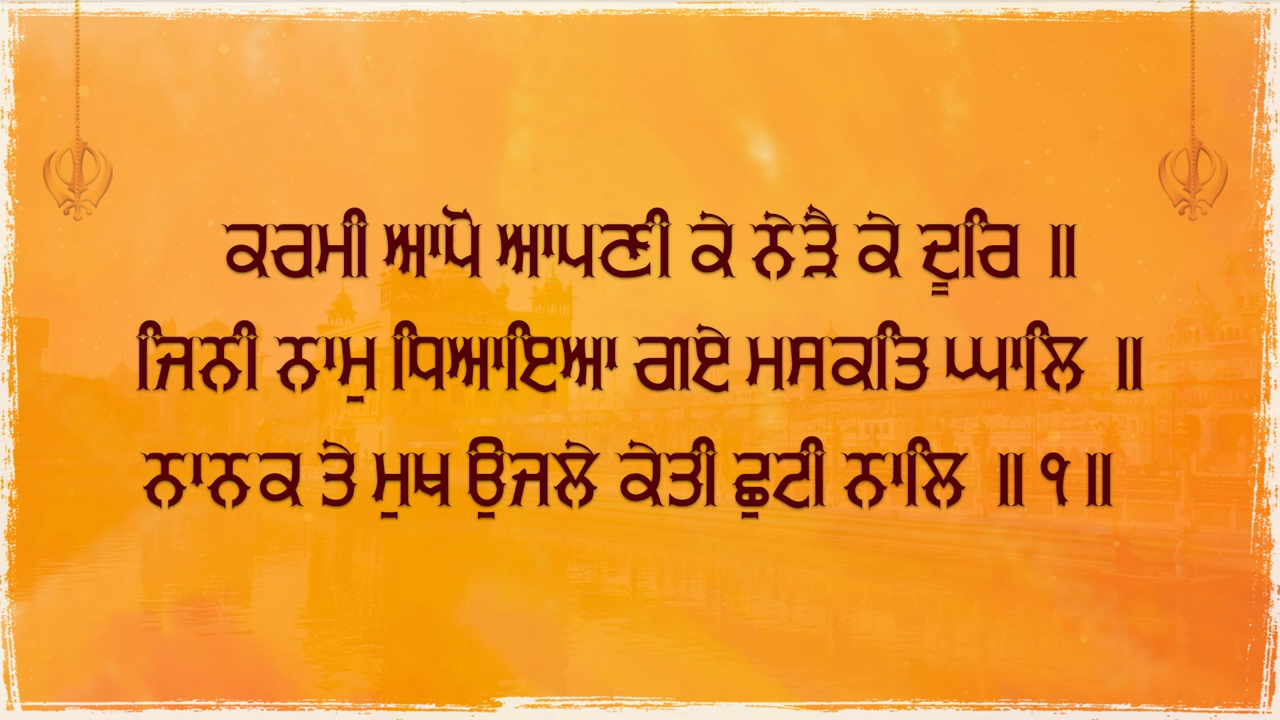 ਕਰਮੀ ਆਪੋ ਆਪਣੀ ਕੇ ਨੇੜੈ ਕੇ ਦੂਰਿ ॥
ਜਿਨੀ ਨਾਮੁ ਧਿਆਇਆ ਗਏ ਮਸਕਤਿ ਘਾਲਿ ॥
ਨਾਨਕ ਤੇ ਮੁਖ ਉਜਲੇ ਕੇਤੀ ਛੁਟੀ ਨਾਲਿ ॥੧॥